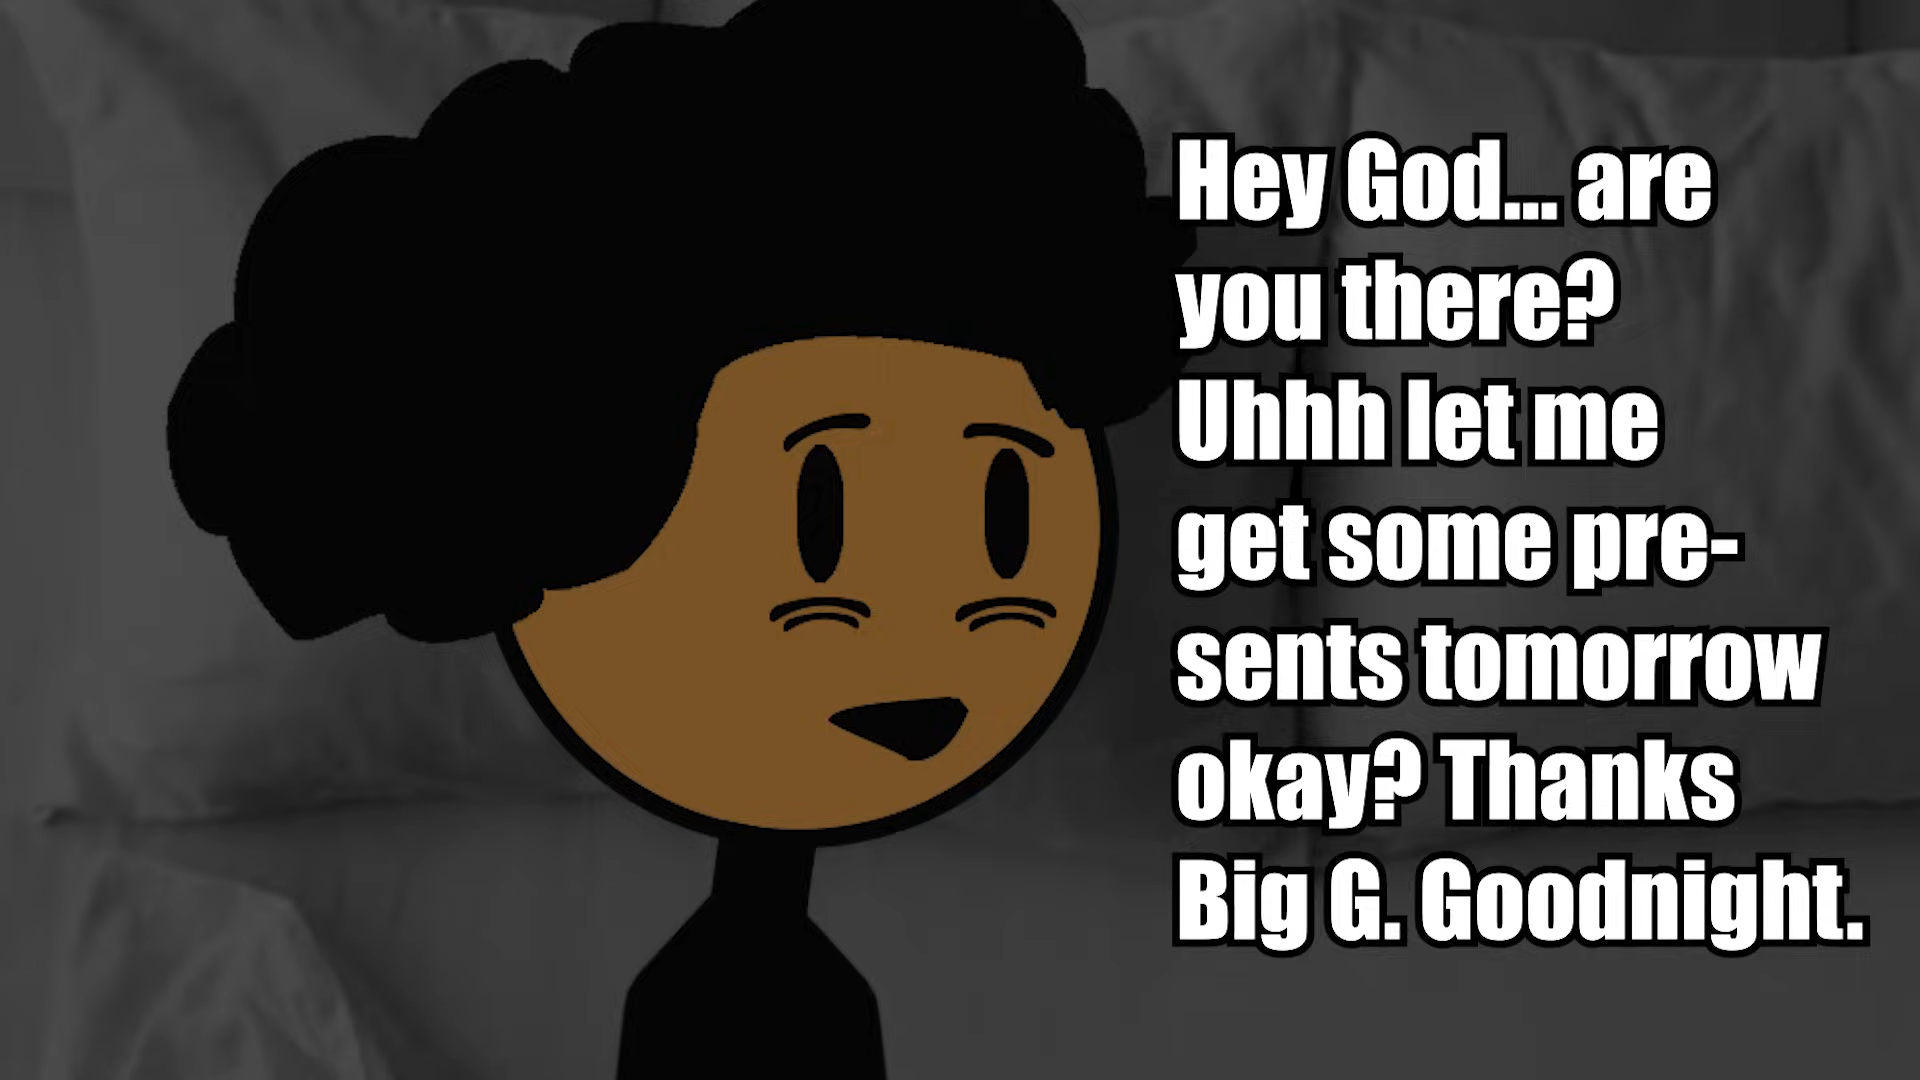 Hey God... are
you there?
Uhhh let me
get some pre-
sents tomorrow
okay? Thanks
Big G. Goodnight.